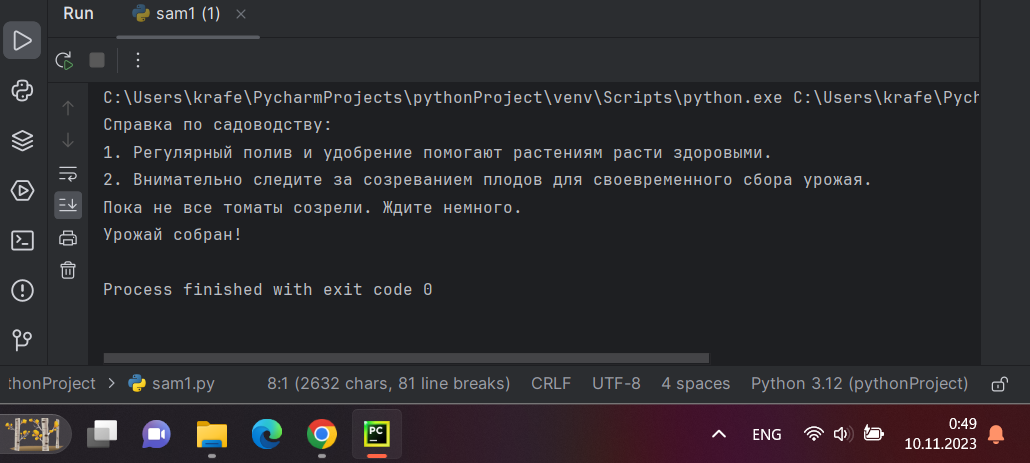 Run sam1 (1)
C:\Users\krafe\PycharmProjects\pythonProject\venv\Scripts\python.exe C:\Users\krafe\Pych
Справка по садоводству:
1. Регулярный полив и удобрение помогают растениям расти здоровыми.
2. Внимательно следите за созреванием плодов для своевременного сбора урожая.
Пока не все томаты созрели. Ждите немного.
Урожай собран!
Process finished with exit code 0
thonProject > sam1.py 8:1 (2632 chars, 81 line breaks) CRLF UTF-8 4 spaces Python 3.12 (pythonProject)
PC ENG 0:49
10.11.2023